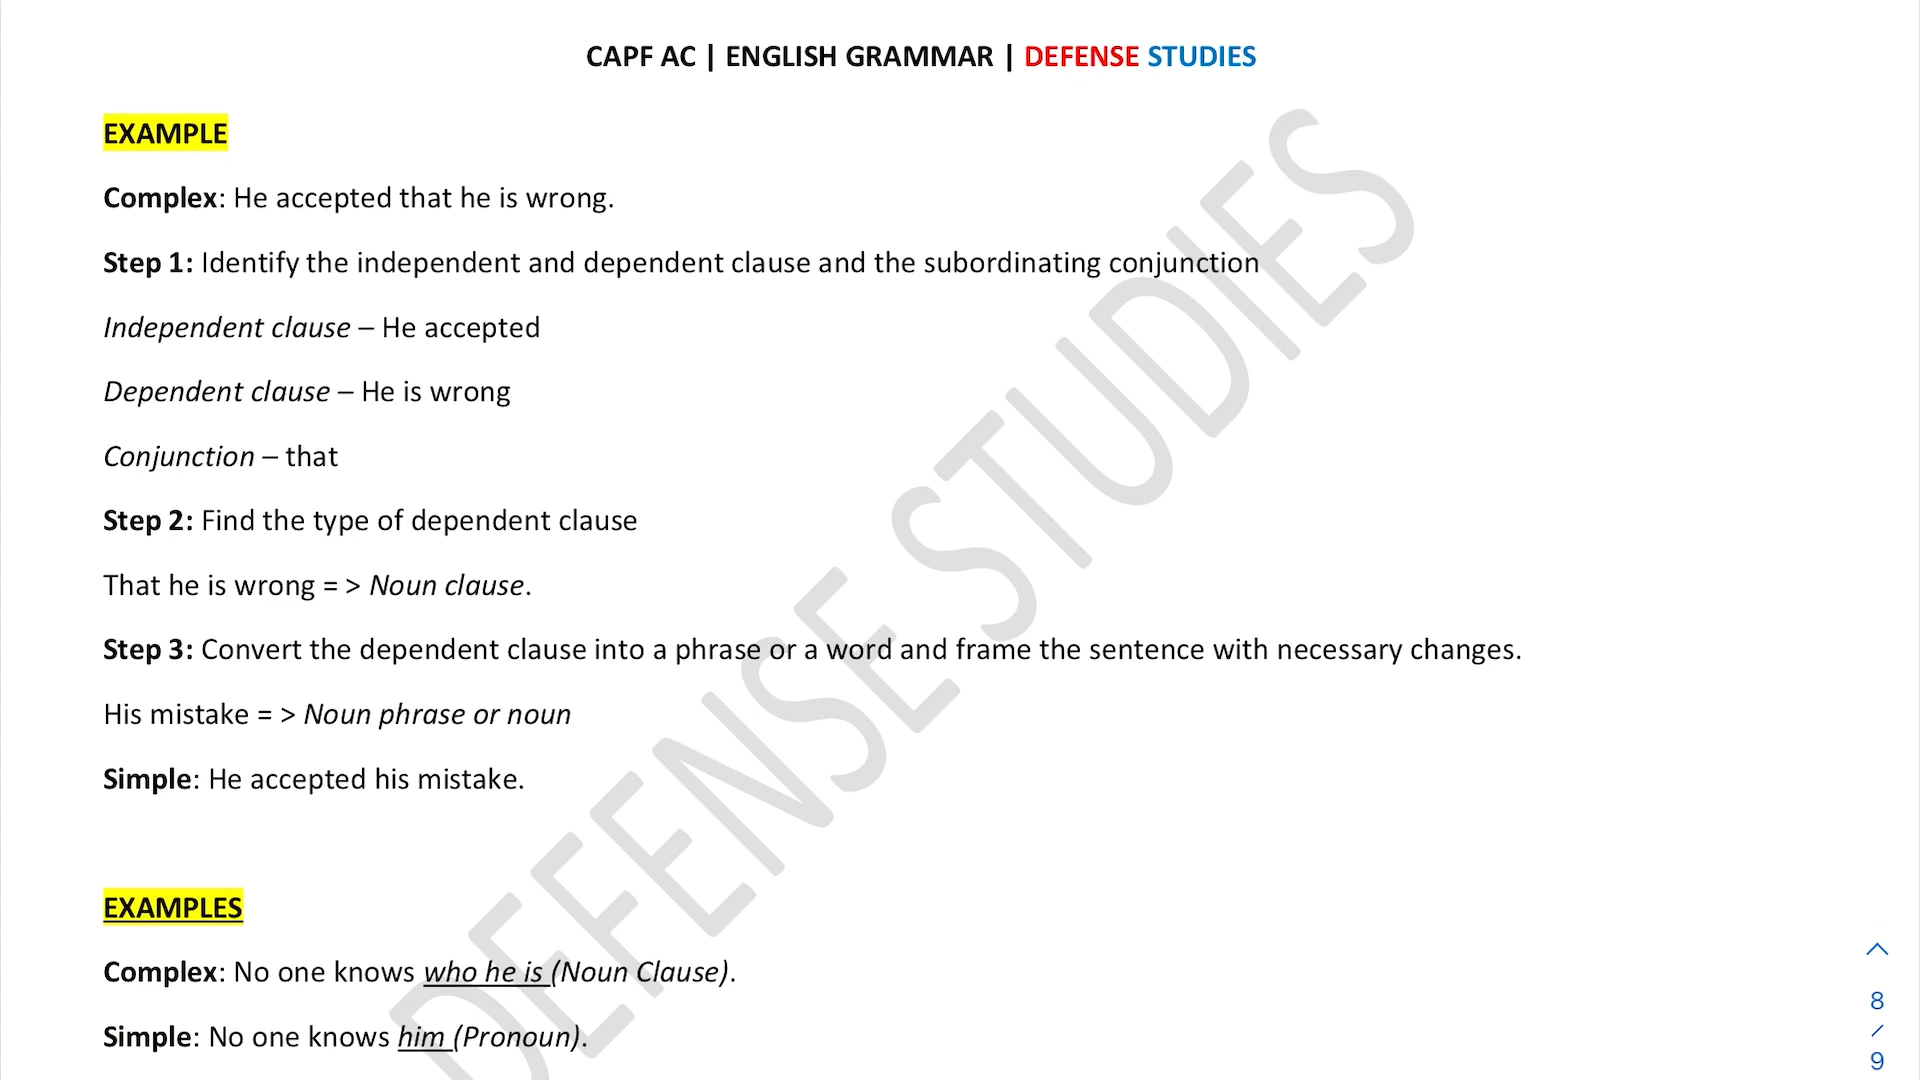 CAPF AC | ENGLISH GRAMMAR | DEFENSE STUDIES
EXAMPLE
Complex: He accepted that he is wrong.
Step 1: Identify the independent and dependent clause and the subordinating conjunction
Independent clause – He accepted
Dependent clause – He is wrong
Conjunction – that
Step 2: Find the type of dependent clause
That he is wrong = > Noun clause.
Step 3: Convert the dependent clause into a phrase or a word and frame the sentence with necessary changes.
His mistake = > Noun phrase or noun
Simple: He accepted his mistake.
EXAMPLES
Complex: No one knows who he is (Noun Clause).
Simple: No one knows him (Pronoun).
DEFENSE STUDIES
8
/
9